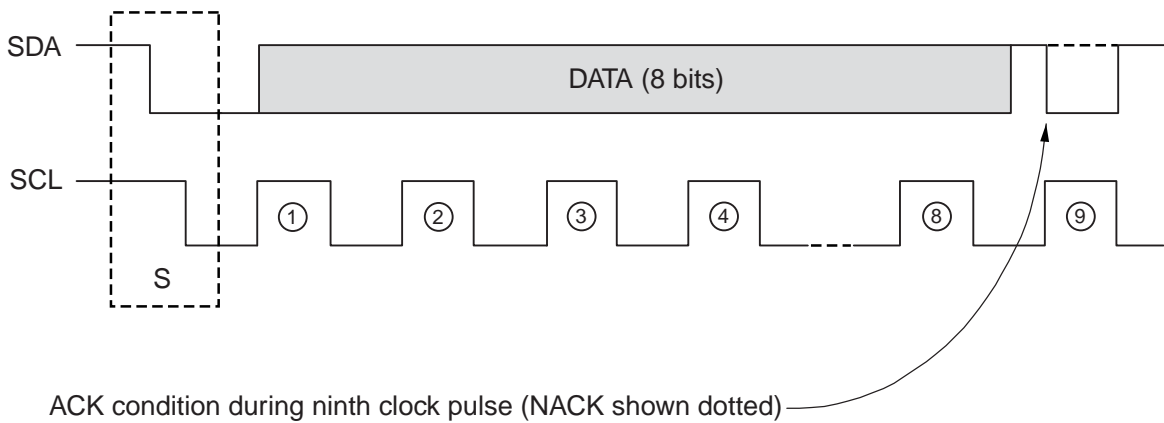 SDA
DATA (8 bits)
SCL
1 2 3 4 8 9
S
ACK condition during ninth clock pulse (NACK shown dotted)